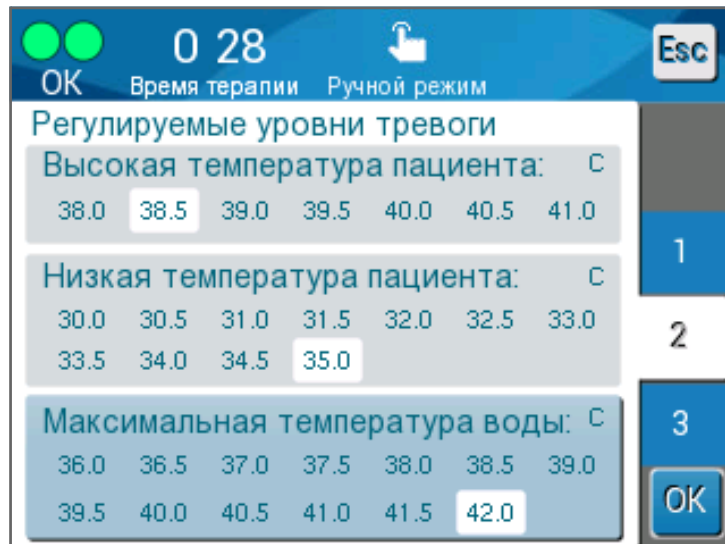 0 28
Esc
OK Время терапии Ручной режим
Регулируемые уровни тревоги
Высокая температура пациента: C
38.0 38.5 39.0 39.5 40.0 40.5 41.0
1
Низкая температура пациента: C
30.0 30.5 31.0 31.5 32.0 32.5 33.0
2
33.5 34.0 34.5 35.0
Максимальная температура воды: C
3
36.0 36.5 37.0 37.5 38.0 38.5 39.0
39.5 40.0 40.5 41.0 41.5 42.0
OK